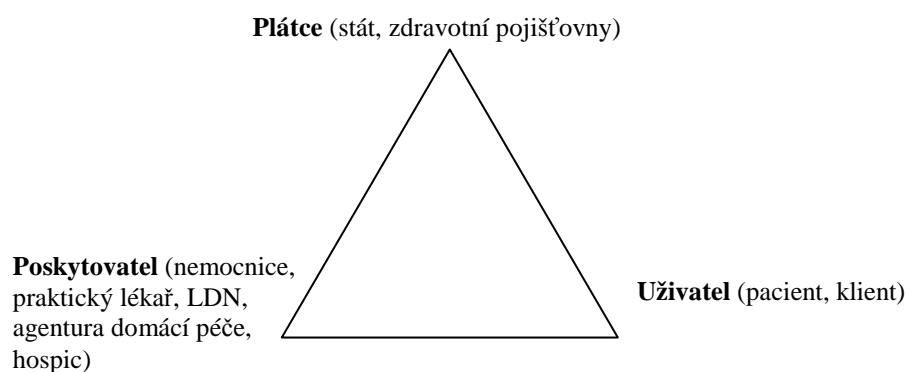 Plátce (stát, zdravotní pojišťovny)
Poskytovatel (nemocnice,
praktický lékař, LDN,
agentura domácí péče,
hospic)
Uživatel (pacient, klient)